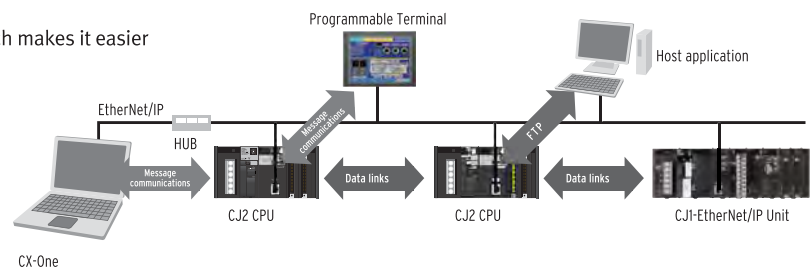 Programmable Terminal
ch makes it easier
Host application
EtherNet/IP
HUB
Message
communications
FTP
Message
communications
Data links
Data links
CJ2 CPU
CJ2 CPU
CJ1-EtherNet/IP Unit
CX-One